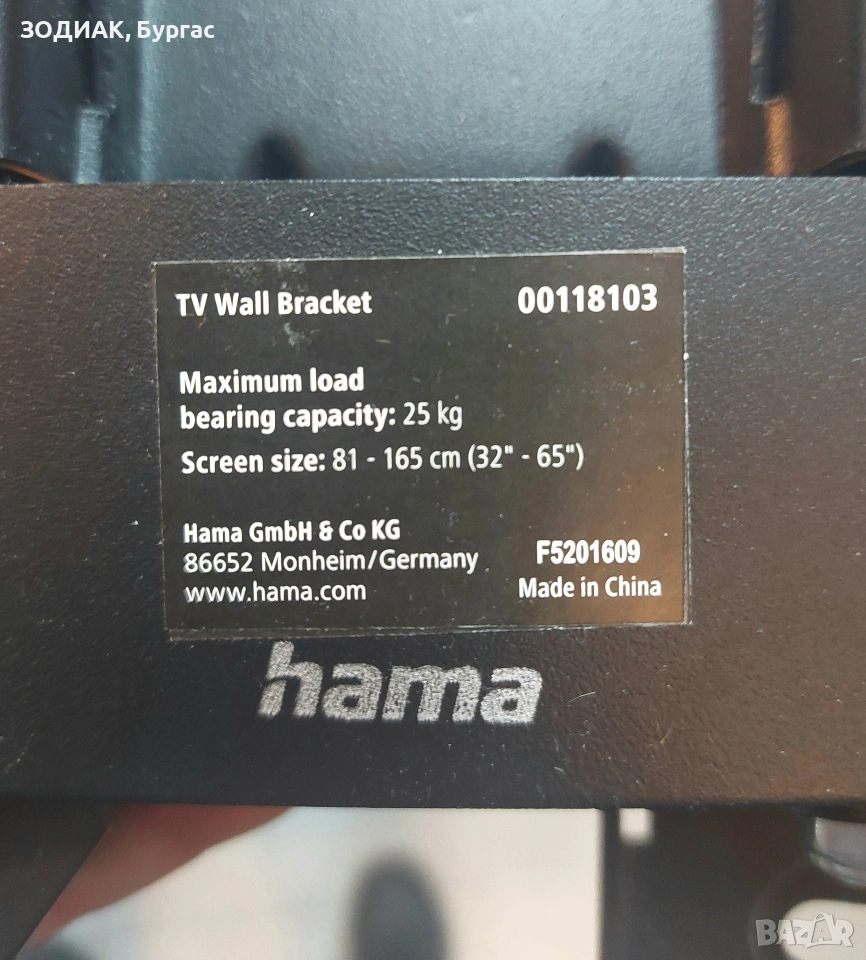 ЗОДИАК, Бургас
TV Wall Bracket 00118103
Maximum load
bearing capacity: 25 kg
Screen size: 81 - 165 cm (32" - 65")
Hama GmbH & Co KG
86652 Monheim/Germany F5201609
www.hama.com Made in China
hama
BAZAR